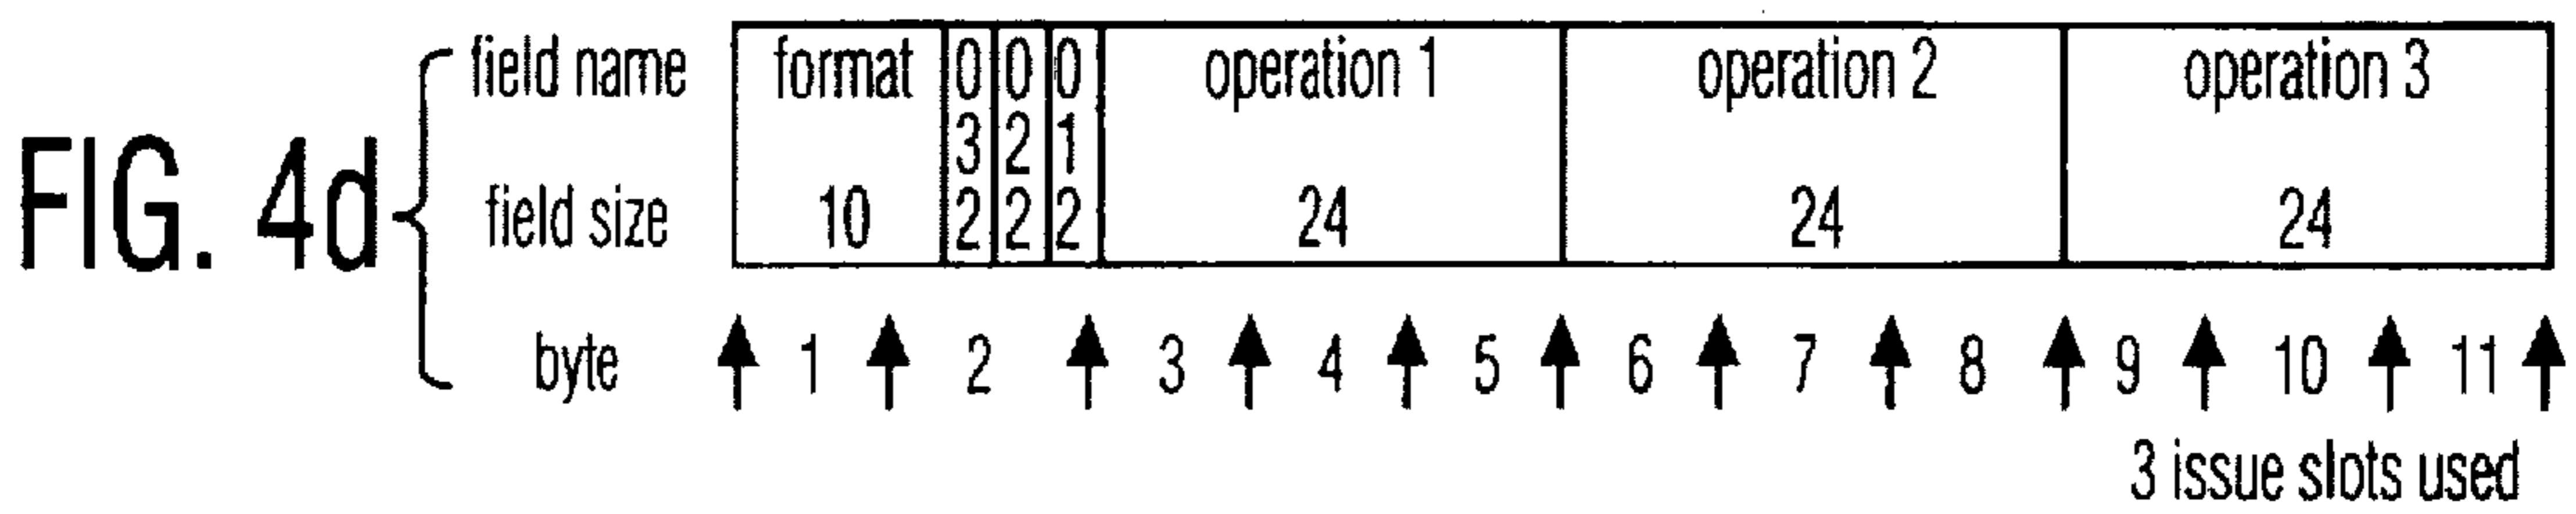 field name format 0 0 0 operation 1 operation 2 operation 3
3 2 1
FIG. 4d field size 10 2 2 2 24 24 24
byte 1 2 3 4 5 6 7 8 9 10 11
3 issue slots used